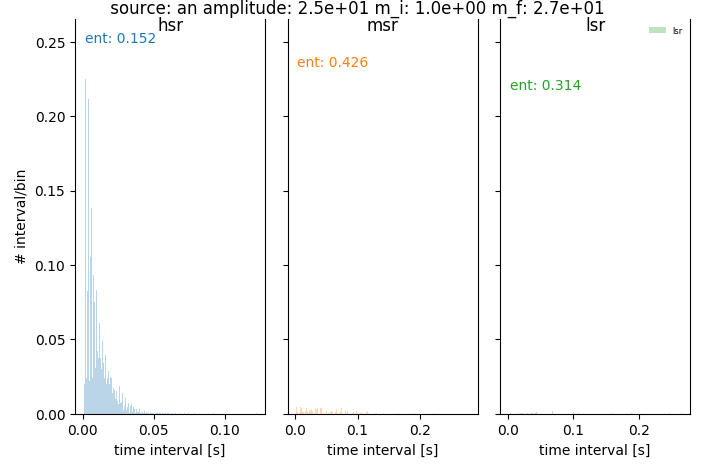 source: an amplitude: 2.5e+01 m_i: 1.0e+00 m_f: 2.7e+01
hsr
msr
lsr
lsr
ent: 0.152
ent: 0.426
ent: 0.314
# interval/bin
0.25
0.20
0.15
0.10
0.05
0.00
0.00 0.05 0.10
0.0 0.1 0.2
0.0 0.1 0.2
time interval [s]
time interval [s]
time interval [s]